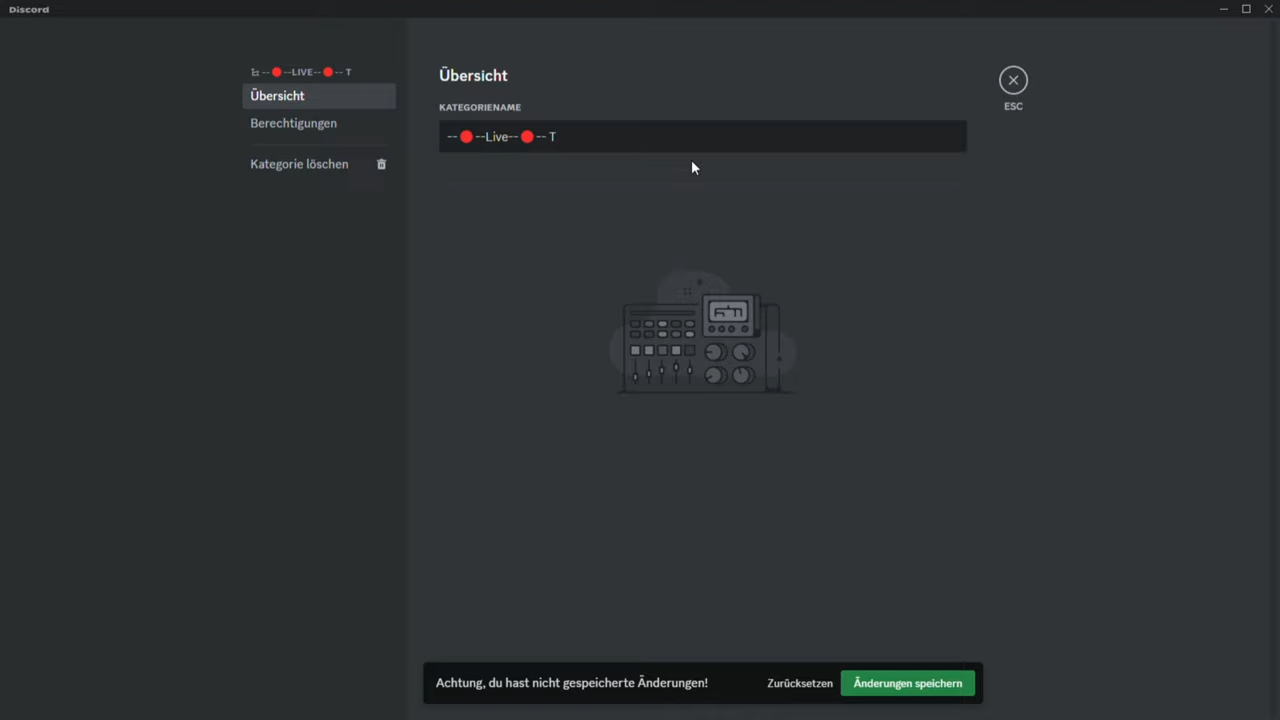 Discord
--🔴--LIVE--🔴-- T
Übersicht
Berechtigungen
Kategorie löschen
Übersicht
KATEGORIENAME
--🔴--Live--🔴-- T
ESC
Achtung, du hast nicht gespeicherte Änderungen!
Zurücksetzen
Änderungen speichern